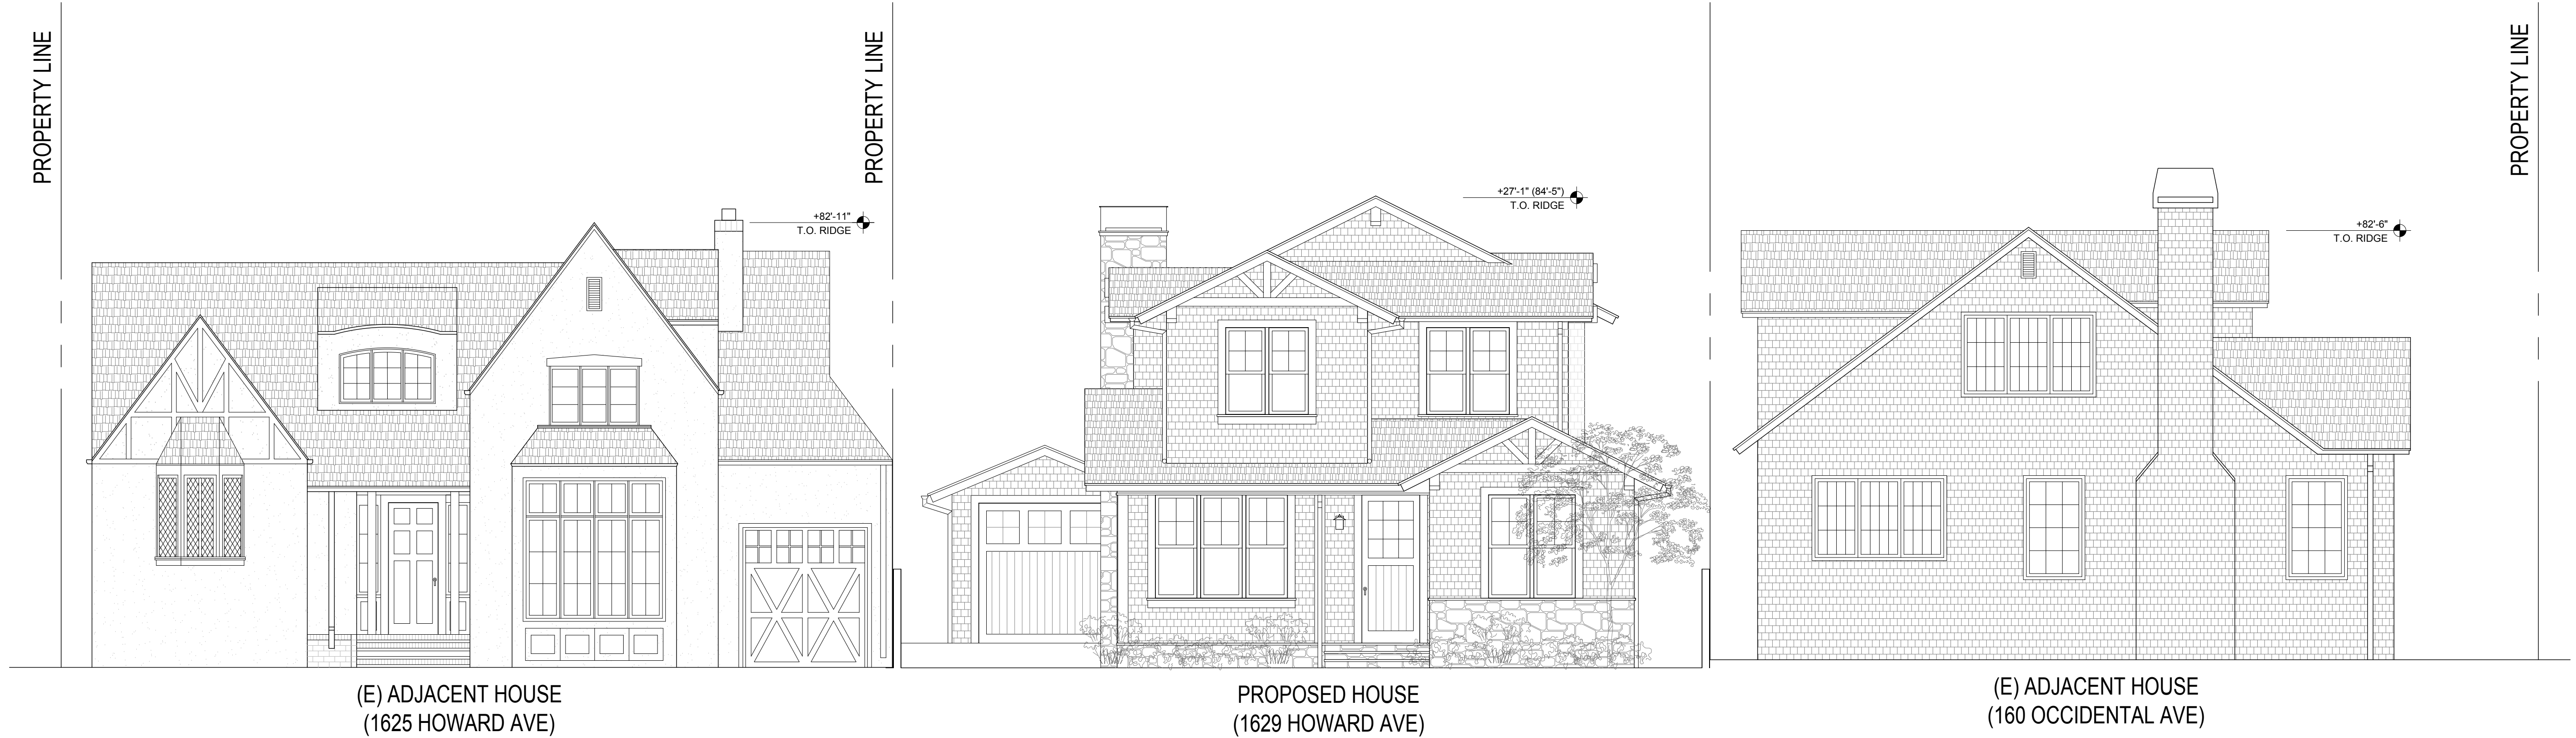 PROPERTY LINE
PROPERTY LINE
PROPERTY LINE
+82'-11"
T.O. RIDGE
+27'-1" (84'-5")
T.O. RIDGE
+82'-6"
T.O. RIDGE
(E) ADJACENT HOUSE
(1625 HOWARD AVE)
PROPOSED HOUSE
(1629 HOWARD AVE)
(E) ADJACENT HOUSE
(160 OCCIDENTAL AVE)